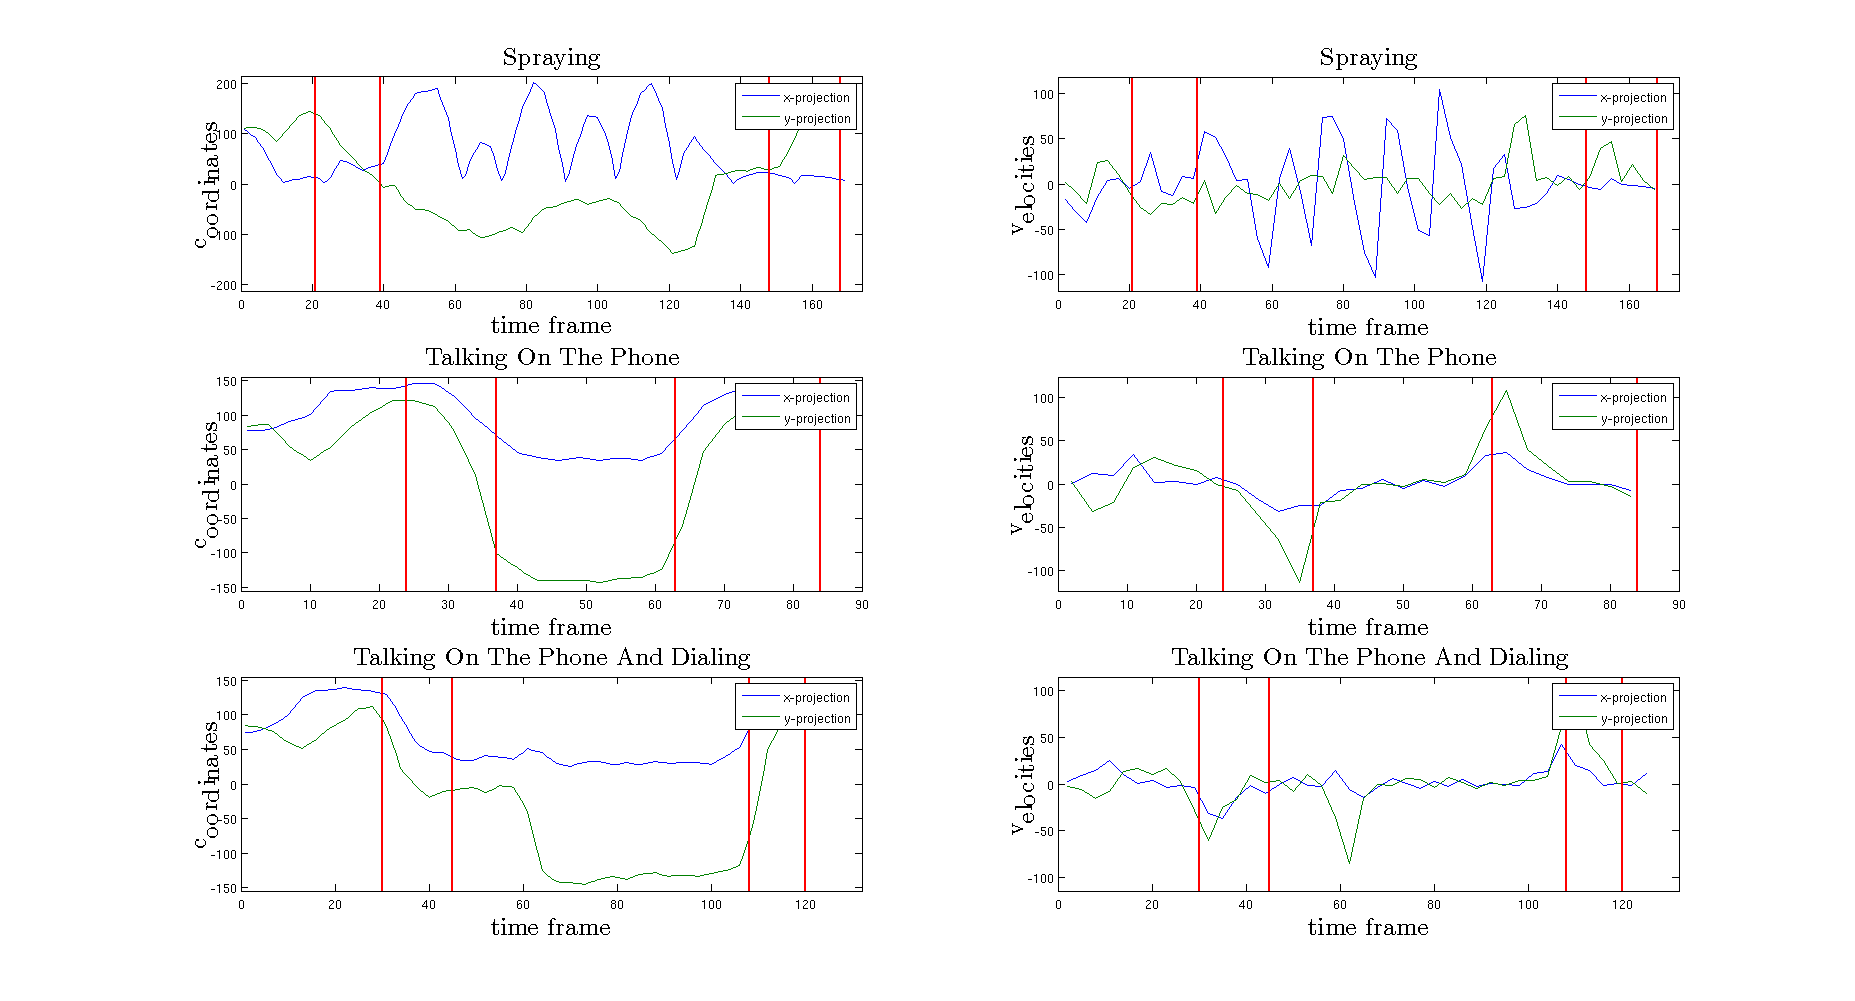 Spraying
200
100
0
-100
-200
coordinates
x-projection
y-projection
0 20 40 60 80 100 120 140 160
time frame
Spraying
100
50
0
-50
-100
velocities
x-projection
y-projection
0 20 40 60 80 100 120 140 160
time frame
Talking On The Phone
150
100
50
0
-50
-100
-150
coordinates
x-projection
y-projection
0 10 20 30 40 50 60 70 80 90
time frame
Talking On The Phone
100
50
0
-50
-100
velocities
x-projection
y-projection
0 10 20 30 40 50 60 70 80 90
time frame
Talking On The Phone And Dialing
150
100
50
0
-50
-100
-150
coordinates
x-projection
y-projection
0 20 40 60 80 100 120
time frame
Talking On The Phone And Dialing
100
50
0
-50
-100
velocities
x-projection
y-projection
0 20 40 60 80 100 120
time frame